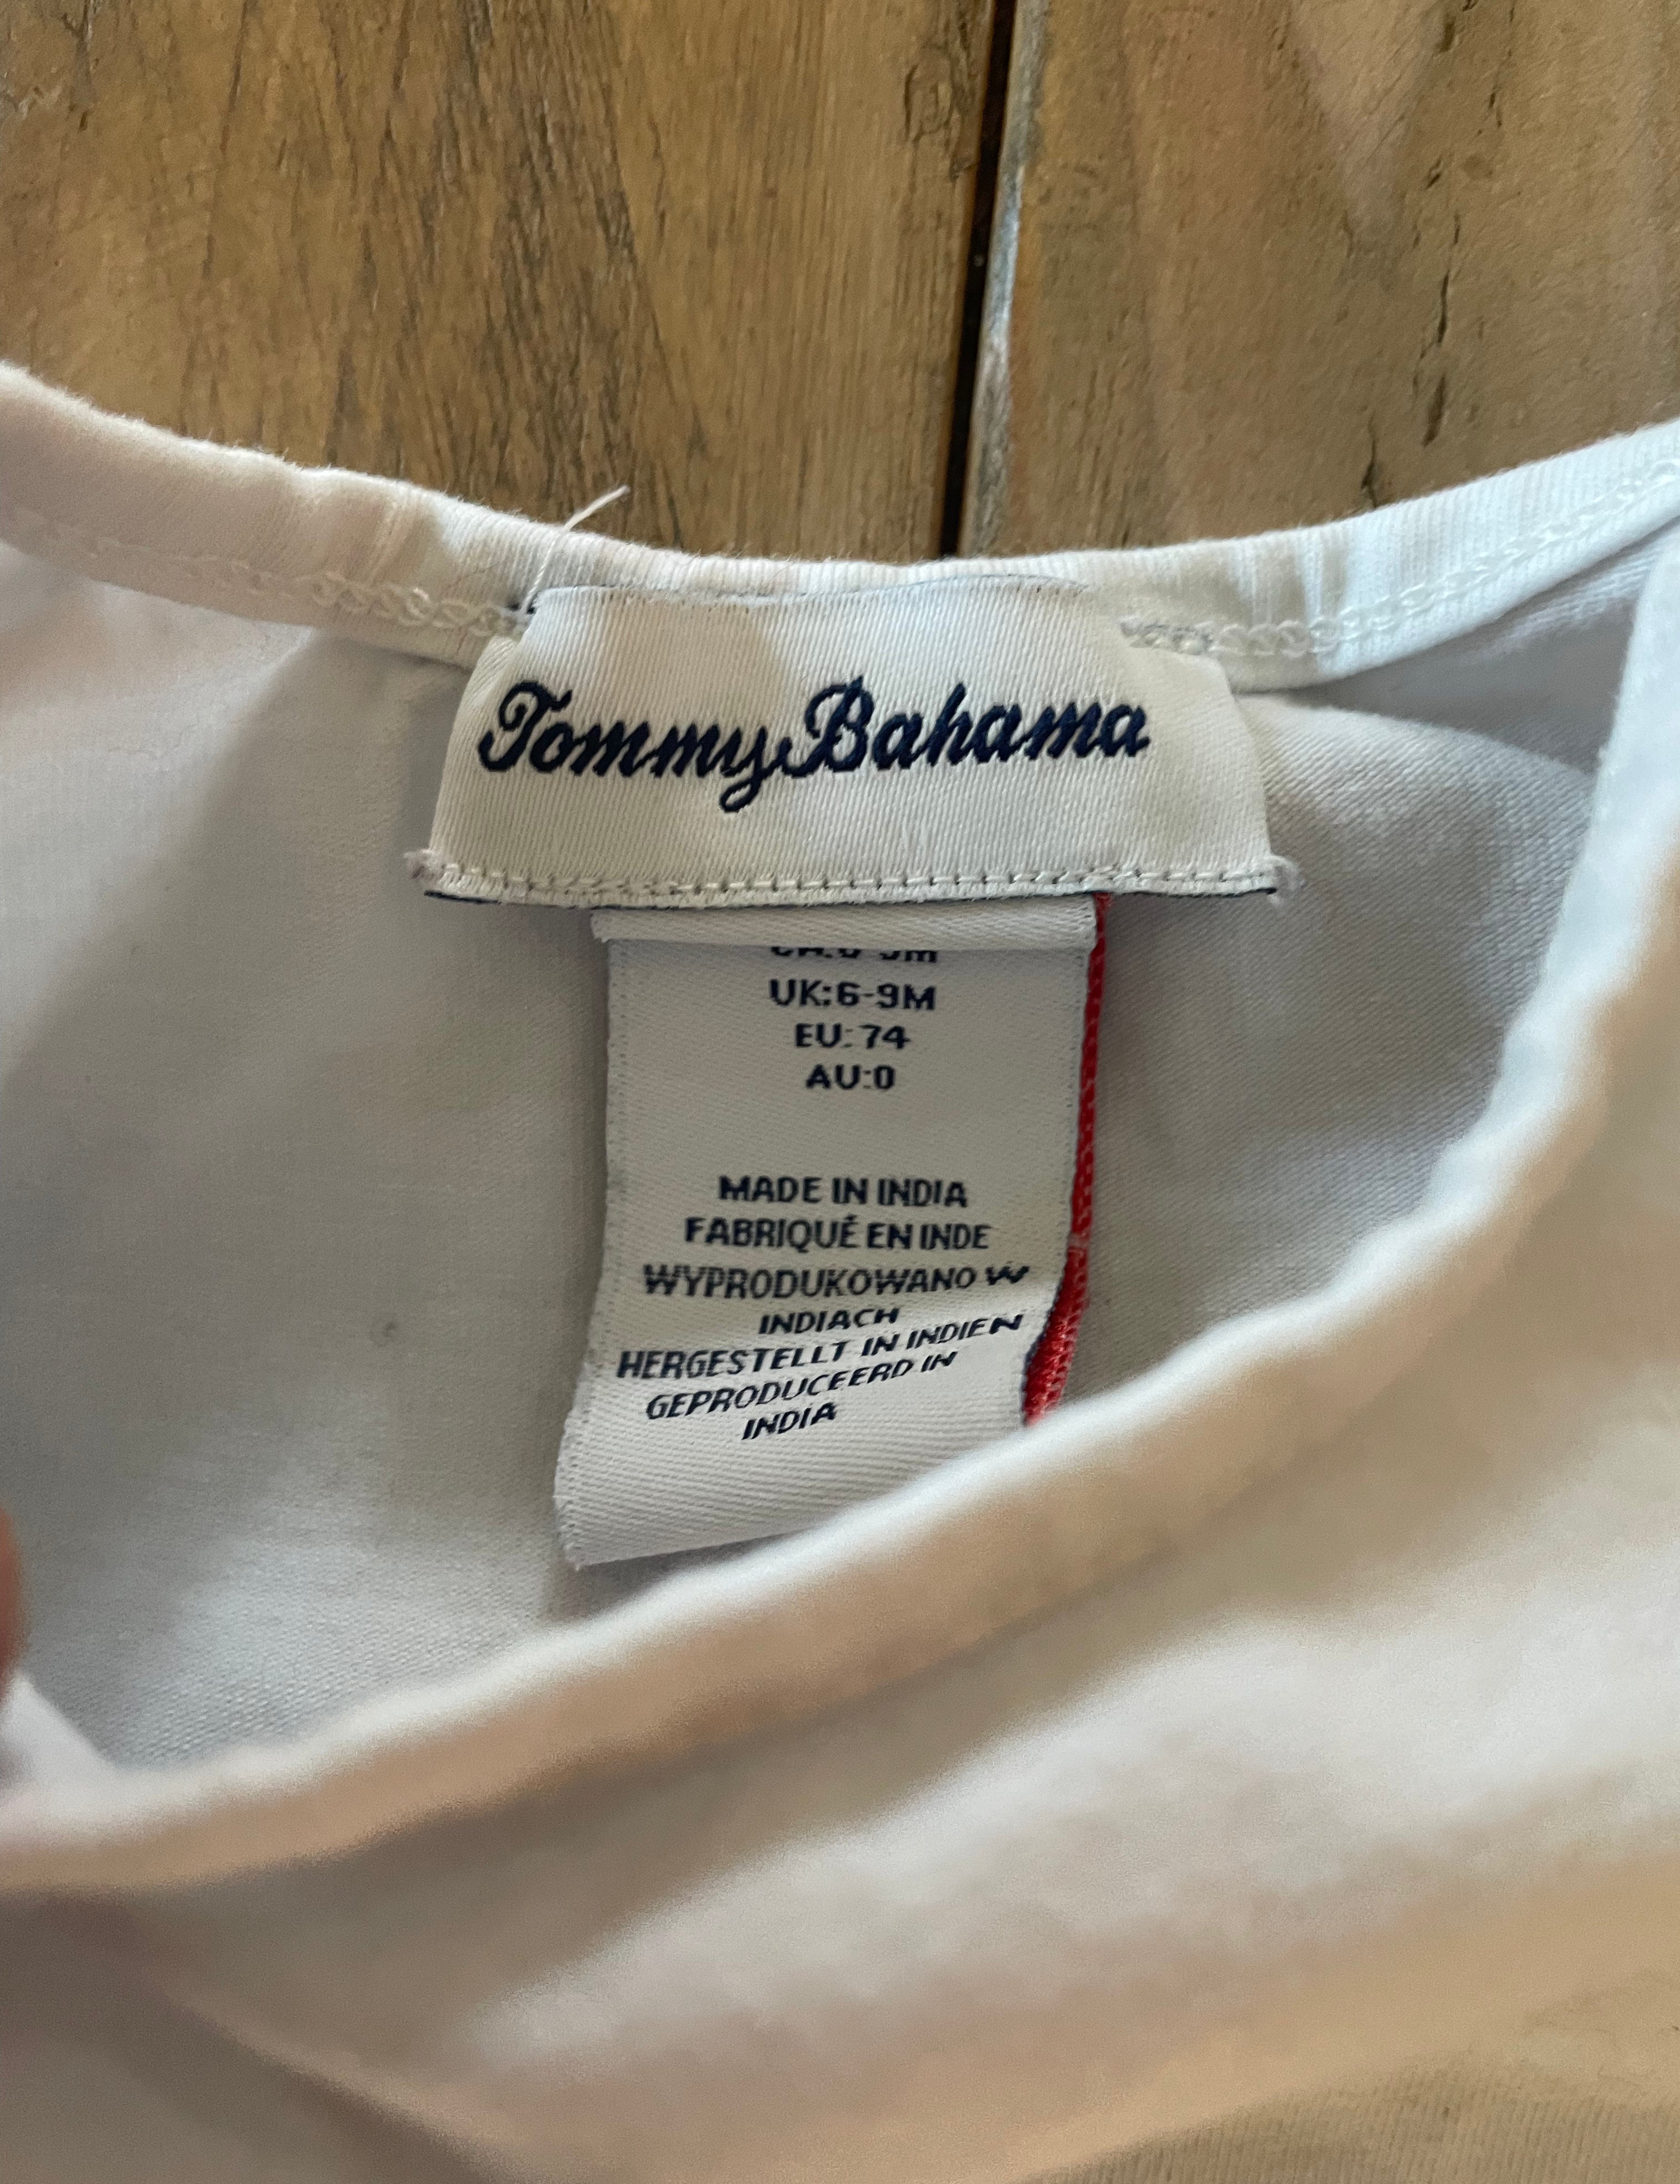 Tommy Bahama
UK:6-9M
EU:74
AU:0
MADE IN INDIA
FABRIQUÉ EN INDE
WYPRODUKOWANO W
INDIACH
HERGESTELLT IN INDIEN
GEPRODUCEERD IN
INDIA